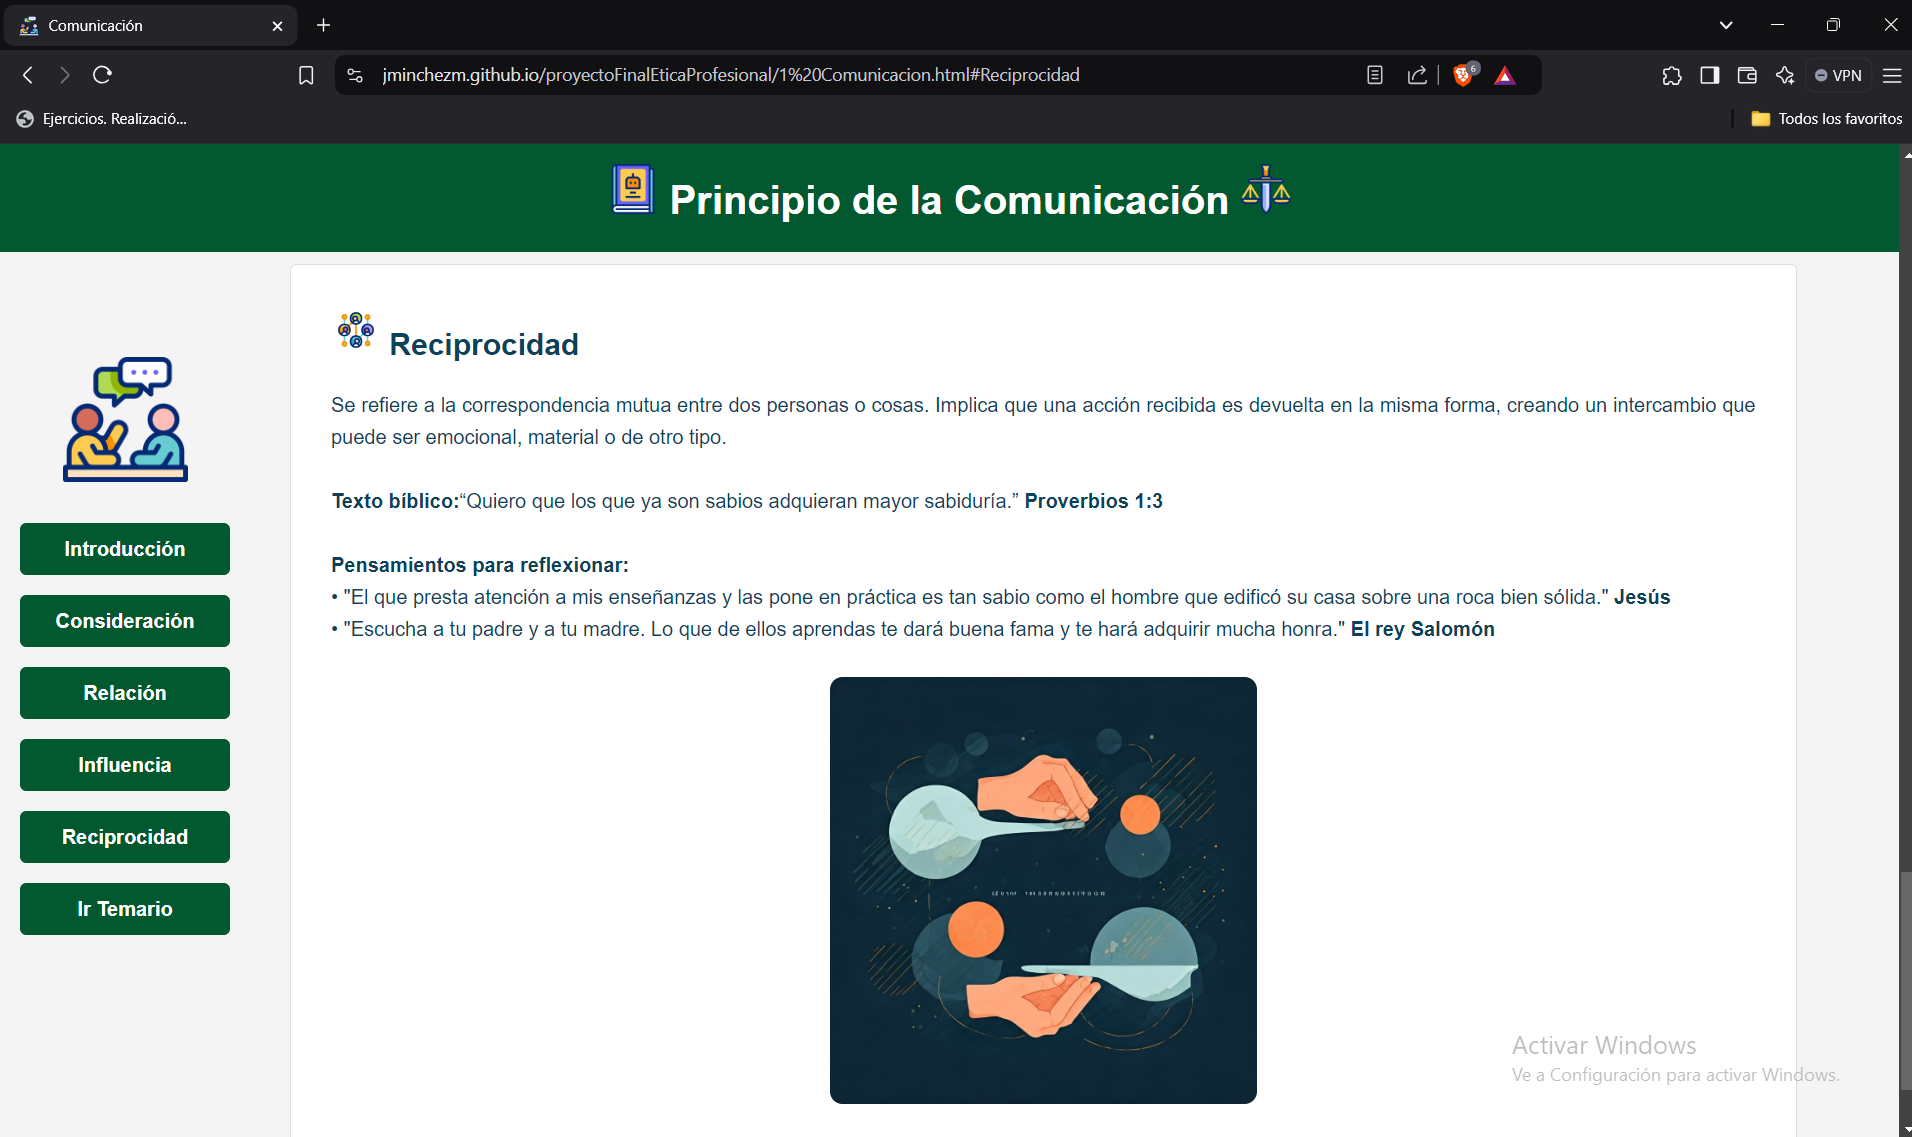 Comunicación
jminchezm.github.io/proyectoFinalEticaProfesional/1%20Comunicacion.html#Reciprocidad
6
VPN
Ejercicios. Realizació...
Todos los favoritos
Principio de la Comunicación
Introducción
Consideración
Relación
Influencia
Reciprocidad
Ir Temario
Reciprocidad
Se refiere a la correspondencia mutua entre dos personas o cosas. Implica que una acción recibida es devuelta en la misma forma, creando un intercambio que
puede ser emocional, material o de otro tipo.
Texto bíblico:“Quiero que los que ya son sabios adquieran mayor sabiduría.” Proverbios 1:3
Pensamientos para reflexionar:
• "El que presta atención a mis enseñanzas y las pone en práctica es tan sabio como el hombre que edificó su casa sobre una roca bien sólida." Jesús
• "Escucha a tu padre y a tu madre. Lo que de ellos aprendas te dará buena fama y te hará adquirir mucha honra." El rey Salomón
Activar Windows
Ve a Configuración para activar Windows.